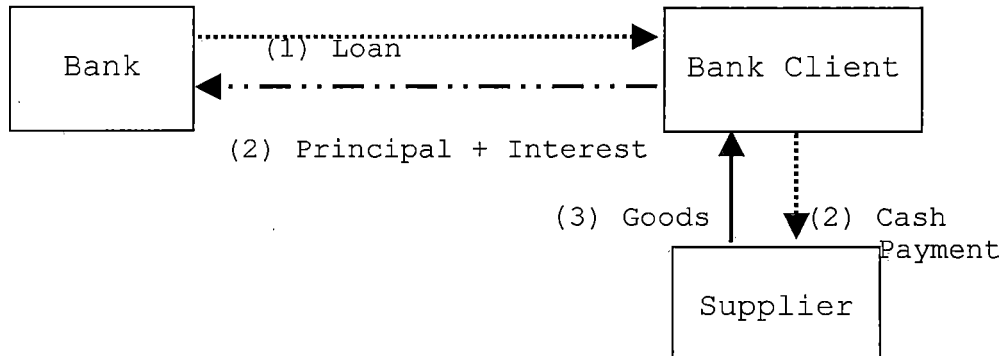 (1) Loan
Bank
Bank Client
(2) Principal + Interest
(3) Goods
(2) Cash
Payment
Supplier